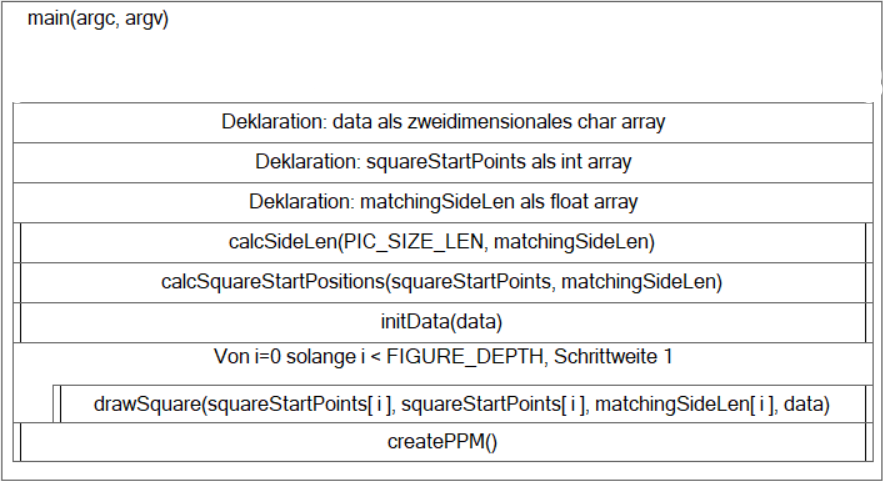 main(argc, argv)
Deklaration: data als zweidimensionales char array
Deklaration: squareStartPoints als int array
Deklaration: matchingSideLen als float array
calcSideLen(PIC_SIZE_LEN, matchingSideLen)
calcSquareStartPositions(squareStartPoints, matchingSideLen)
initData(data)
Von i=0 solange i < FIGURE_DEPTH, Schrittweite 1
drawSquare(squareStartPoints[ i ], squareStartPoints[ i ], matchingSideLen[ i ], data)
createPPM()